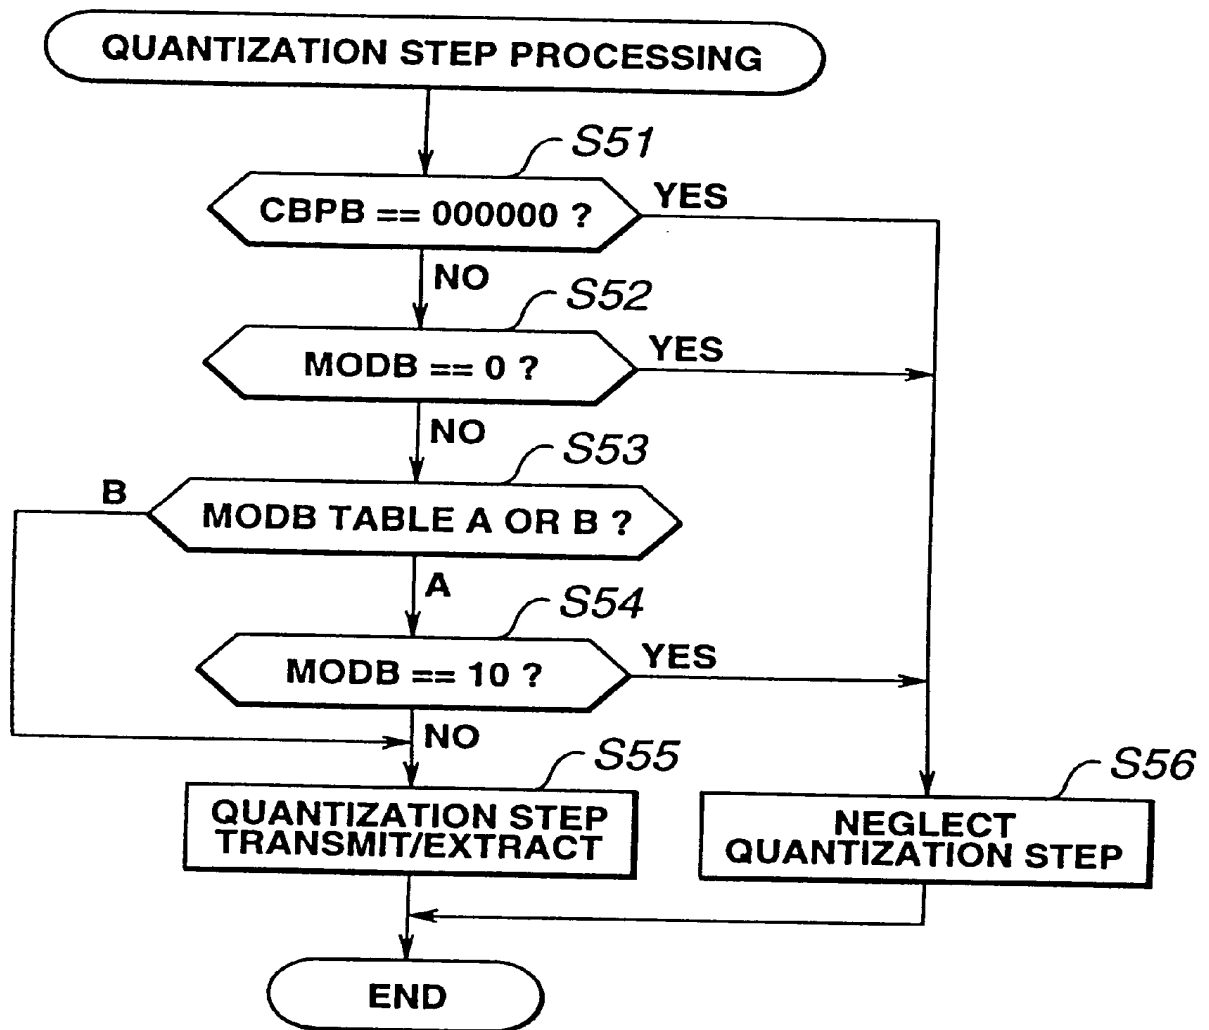 QUANTIZATION STEP PROCESSING
S51
CBPB == 000000 ?
YES
NO
S52
MODB == 0 ?
YES
NO
S53
B
MODB TABLE A OR B ?
A
S54
MODB == 10 ?
YES
NO
S55
QUANTIZATION STEP
TRANSMIT/EXTRACT
S56
NEGLECT
QUANTIZATION STEP
END